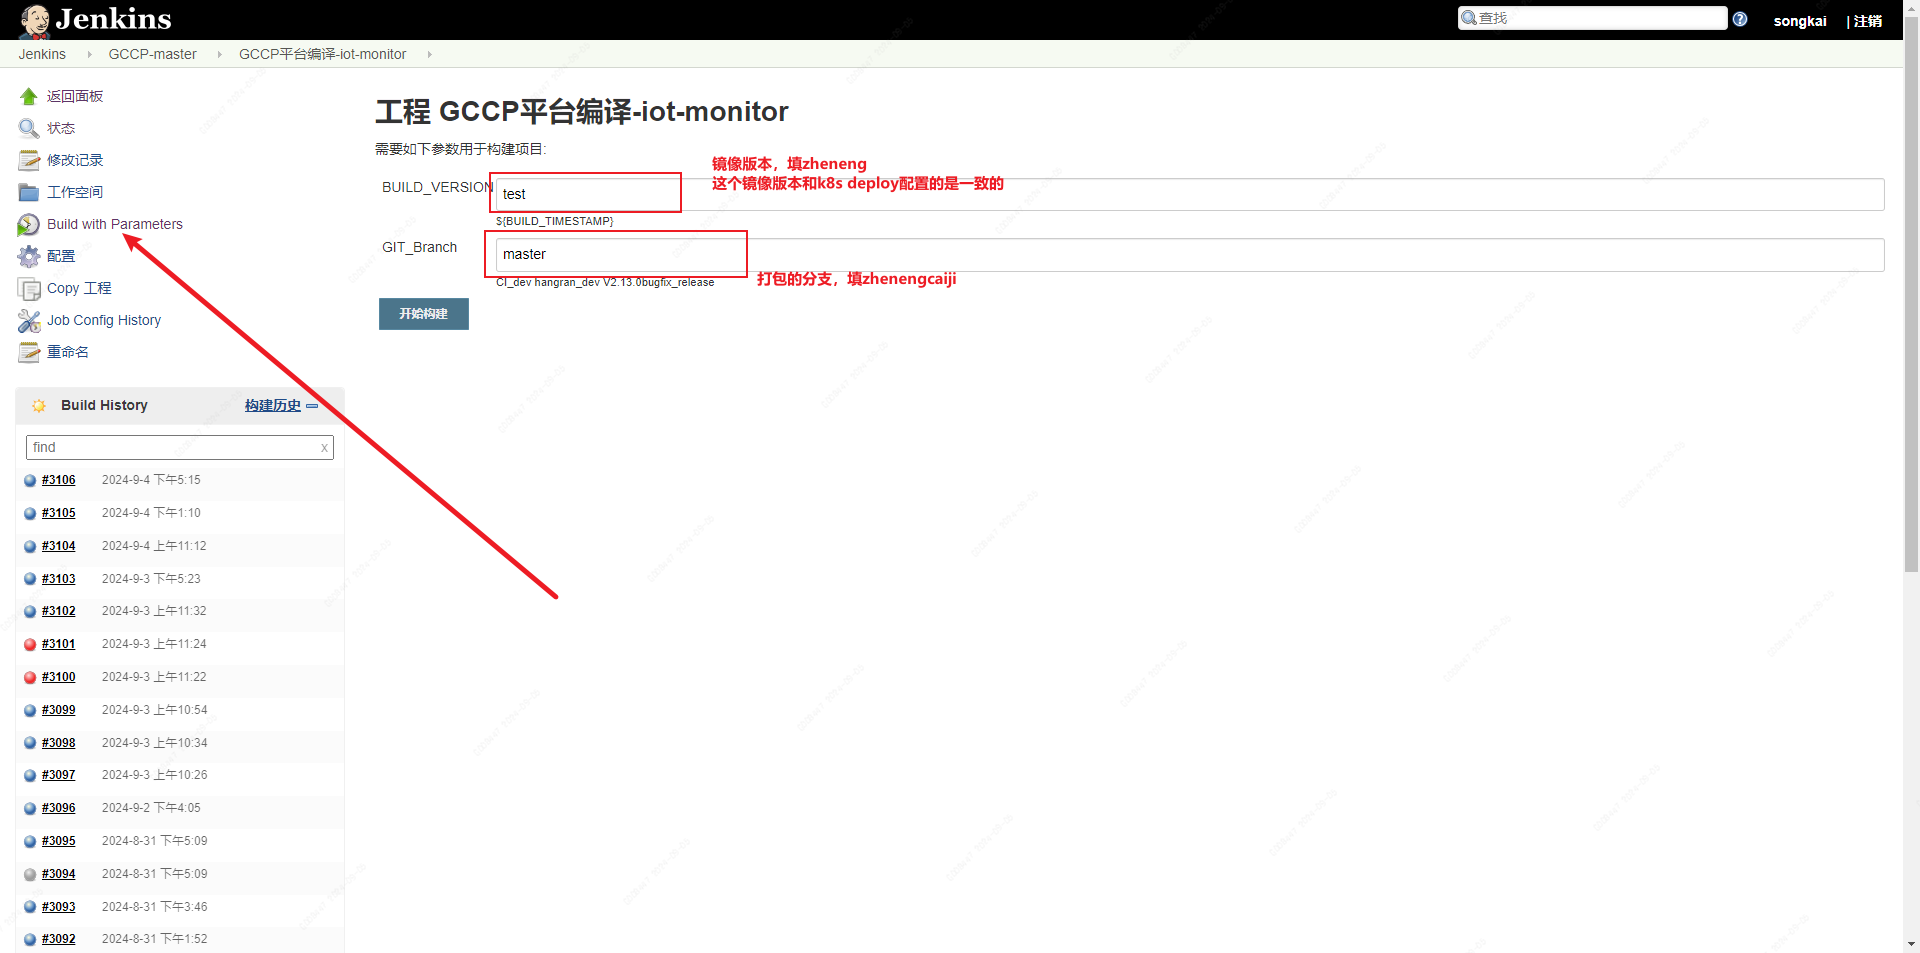 Jenkins
查找
songkai
| 注销
Jenkins
GCCP-master
GCCP平台编译-iot-monitor
返回面板
状态
修改记录
工作空间
Build with Parameters
配置
Copy 工程
Job Config History
重命名
工程 GCCP平台编译-iot-monitor
需要如下参数用于构建项目:
镜像版本，填zheneng
这个镜像版本和k8s deploy配置的是一致的
BUILD_VERSION
test
${BUILD_TIMESTAMP}
GIT_Branch
master
CI_dev hangran_dev V2.13.0bugfix_release
打包的分支，填zhenengcaiji
开始构建
Build History
构建历史
find
x
#3106 2024-9-4 下午5:15
#3105 2024-9-4 下午1:10
#3104 2024-9-4 上午11:12
#3103 2024-9-3 下午5:23
#3102 2024-9-3 上午11:32
#3101 2024-9-3 上午11:24
#3100 2024-9-3 上午11:22
#3099 2024-9-3 上午10:54
#3098 2024-9-3 上午10:34
#3097 2024-9-3 上午10:26
#3096 2024-9-2 下午4:05
#3095 2024-8-31 下午5:09
#3094 2024-8-31 下午5:09
#3093 2024-8-31 下午3:46
#3092 2024-8-31 下午1:52